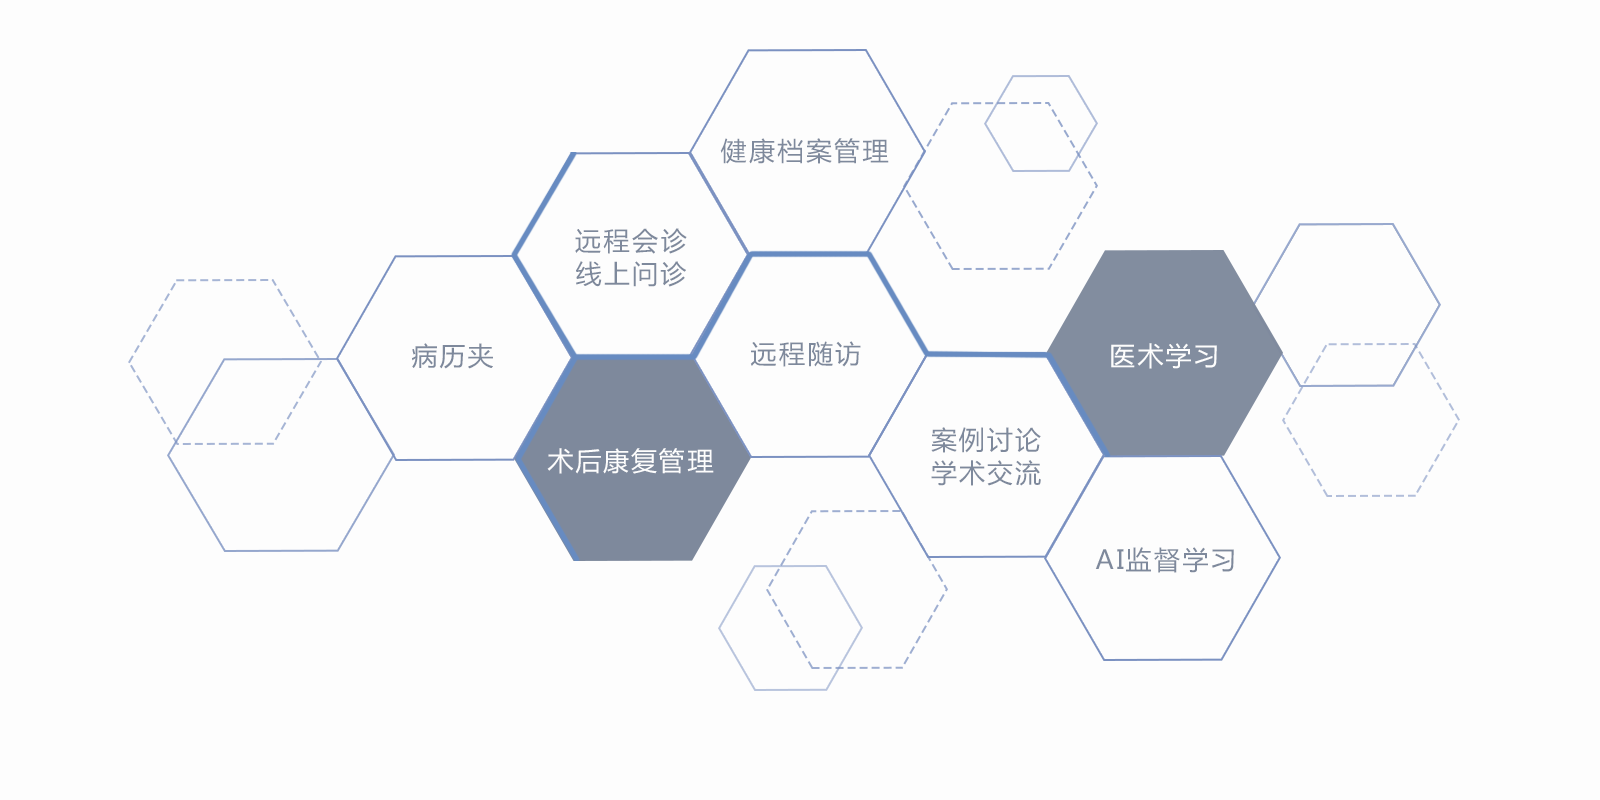 健康档案管理
远程会诊
线上问诊
病历夹
远程随访
医术学习
术后康复管理
案例讨论
学术交流
AI监督学习